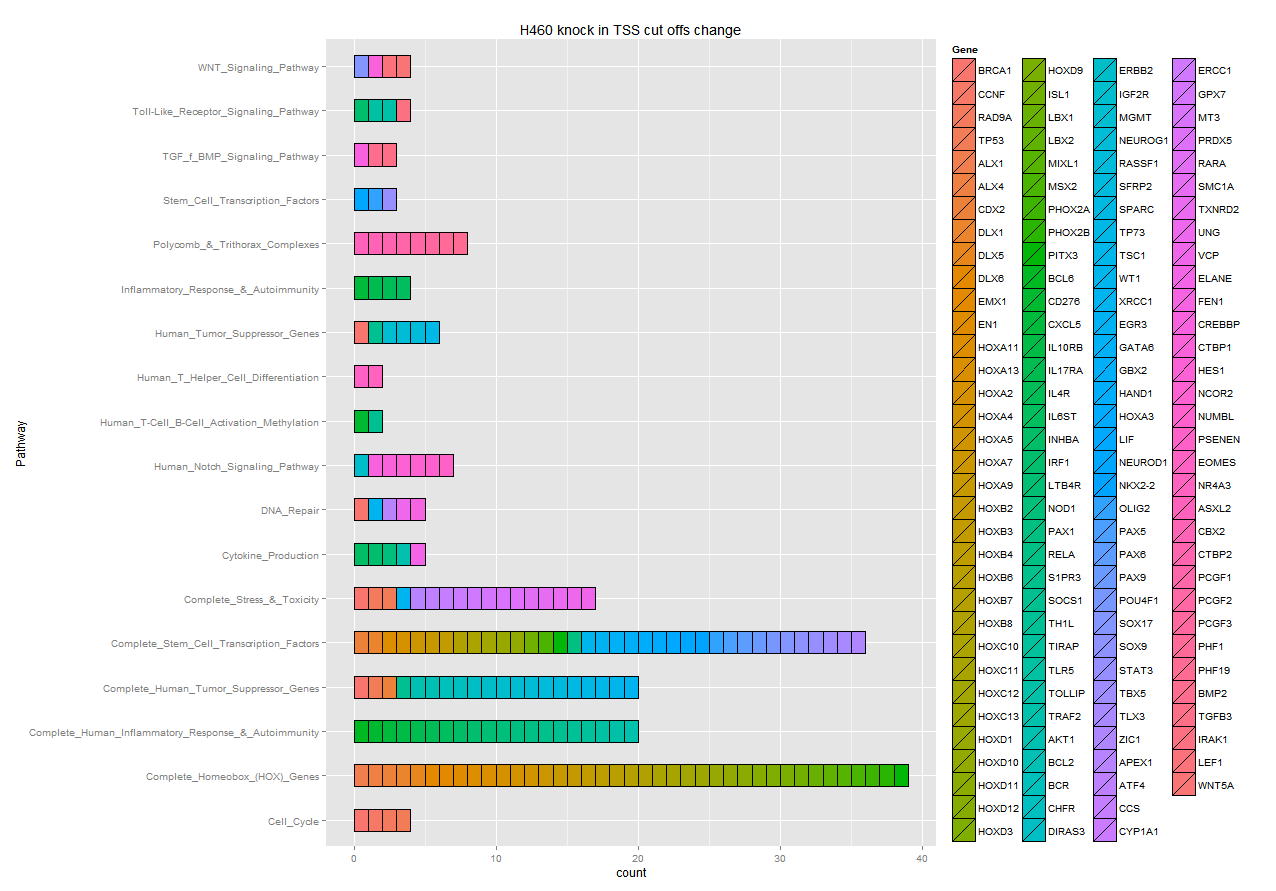 H460 knock in TSS cut offs change
Pathway
WNT_Signaling_Pathway
Toll-Like_Receptor_Signaling_Pathway
TGF_f_BMP_Signaling_Pathway
Stem_Cell_Transcription_Factors
Polycomb_&_Trithorax_Complexes
Inflammatory_Response_&_Autoimmunity
Human_Tumor_Suppressor_Genes
Human_T_Helper_Cell_Differentiation
Human_T-Cell_B-Cell_Activation_Methylation
Human_Notch_Signaling_Pathway
DNA_Repair
Cytokine_Production
Complete_Stress_&_Toxicity
Complete_Stem_Cell_Transcription_Factors
Complete_Human_Tumor_Suppressor_Genes
Complete_Human_Inflammatory_Response_&_Autoimmunity
Complete_Homeobox_(HOX)_Genes
Cell_Cycle
0 10 20 30 40
count
Gene
BRCA1
CCNF
RAD9A
TP53
ALX1
ALX4
CDX2
DLX1
DLX5
DLX6
EMX1
EN1
HOXA11
HOXA13
HOXA2
HOXA4
HOXA5
HOXA7
HOXA9
HOXB2
HOXB3
HOXB4
HOXB6
HOXB7
HOXB8
HOXC10
HOXC11
HOXC12
HOXC13
HOXD1
HOXD10
HOXD11
HOXD12
HOXD3
HOXD9
ISL1
LBX1
LBX2
MIXL1
MSX2
PHOX2A
PHOX2B
PITX3
BCL6
CD276
CXCL5
IL10RB
IL17RA
IL4R
IL6ST
INHBA
IRF1
LTB4R
NOD1
PAX1
RELA
S1PR3
SOCS1
TH1L
TIRAP
TLR5
TOLLIP
TRAF2
AKT1
BCL2
BCR
CHFR
DIRAS3
ERBB2
IGF2R
MGMT
NEUROG1
RASSF1
SFRP2
SPARC
TP73
TSC1
WT1
XRCC1
EGR3
GATA6
GBX2
HAND1
HOXA3
LIF
NEUROD1
NKX2-2
OLIG2
PAX5
PAX6
PAX9
POU4F1
SOX17
SOX9
STAT3
TBX5
TLX3
ZIC1
APEX1
ATF4
CCS
CYP1A1
ERCC1
GPX7
MT3
PRDX5
RARA
SMC1A
TXNRD2
UNG
VCP
ELANE
FEN1
CREBBP
CTBP1
HES1
NCOR2
NUMBL
PSENEN
EOMES
NR4A3
ASXL2
CBX2
CTBP2
PCGF1
PCGF2
PCGF3
PHF1
PHF19
BMP2
TGFB3
IRAK1
LEF1
WNT5A